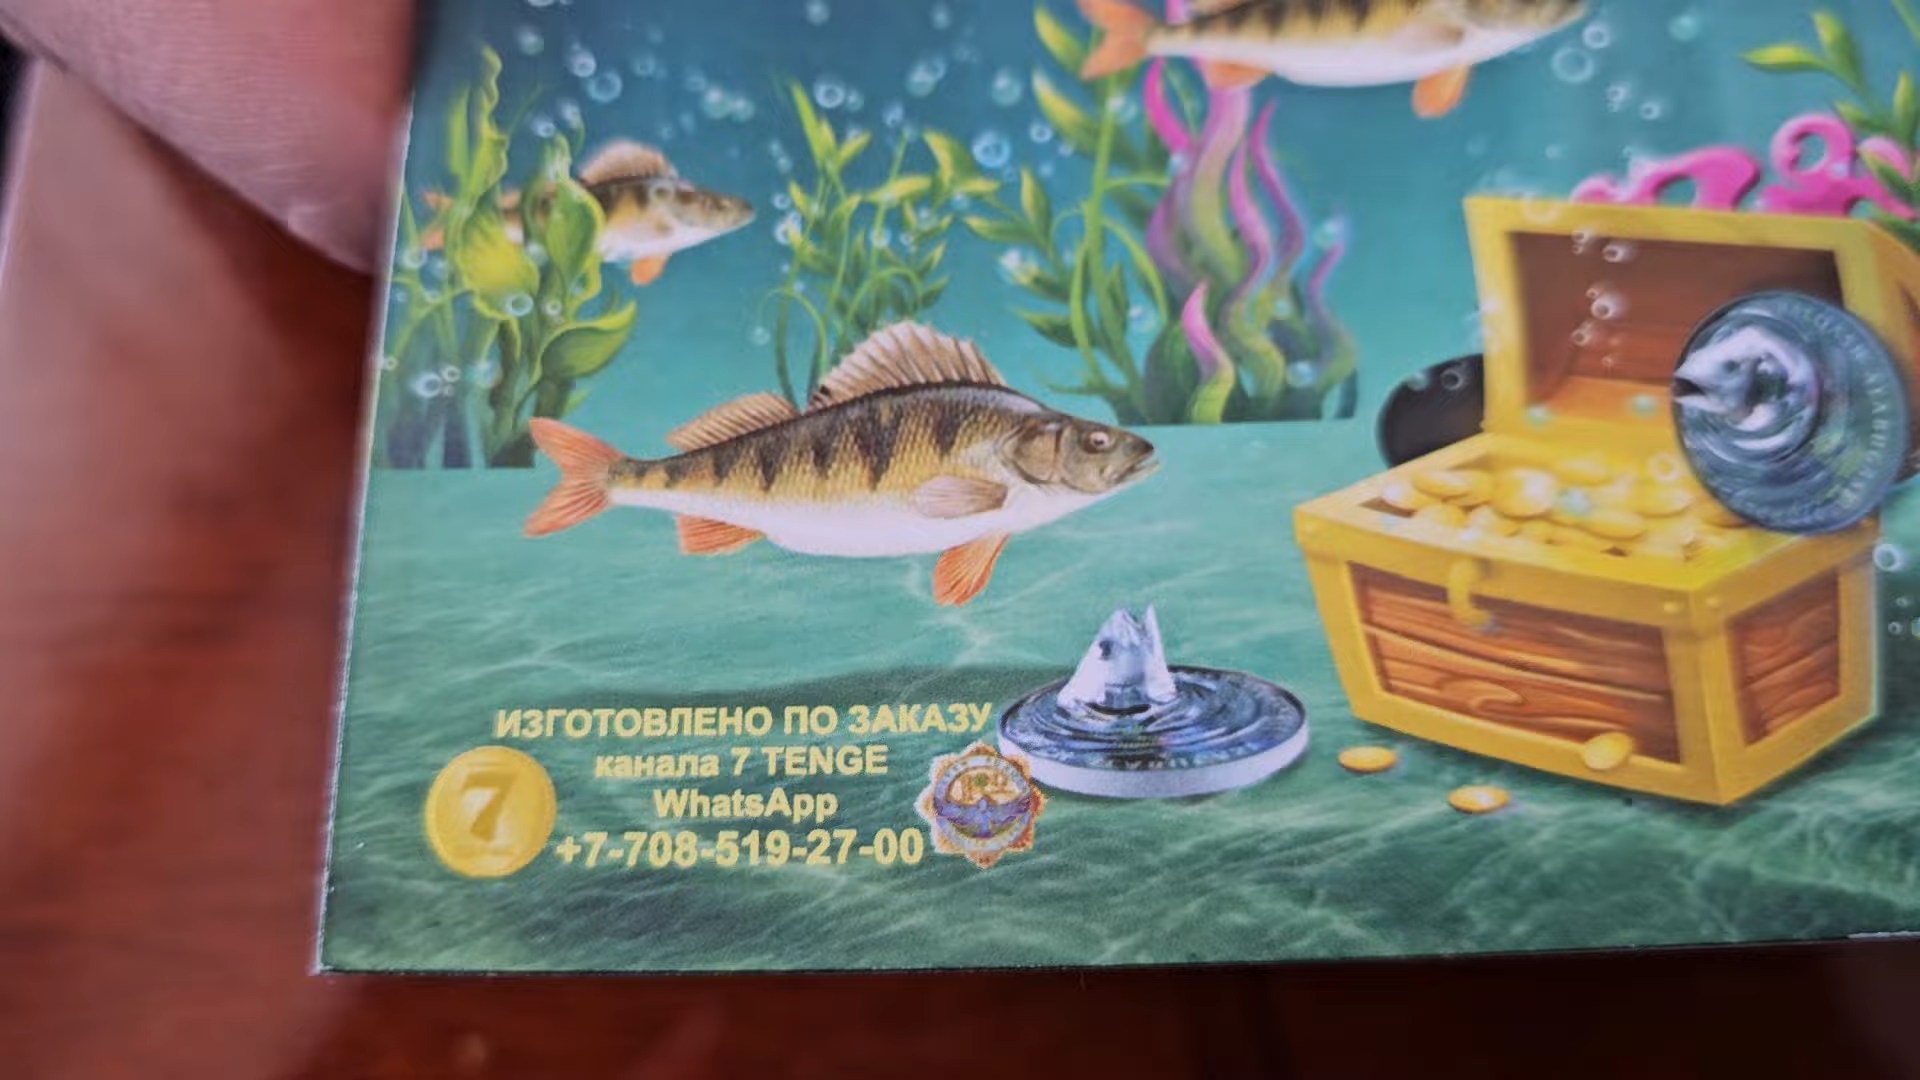 ИЗГОТОВЛЕНО ПО ЗАКАЗУ
канала 7 TENGE
WhatsApp
+7-708-519-27-00
7